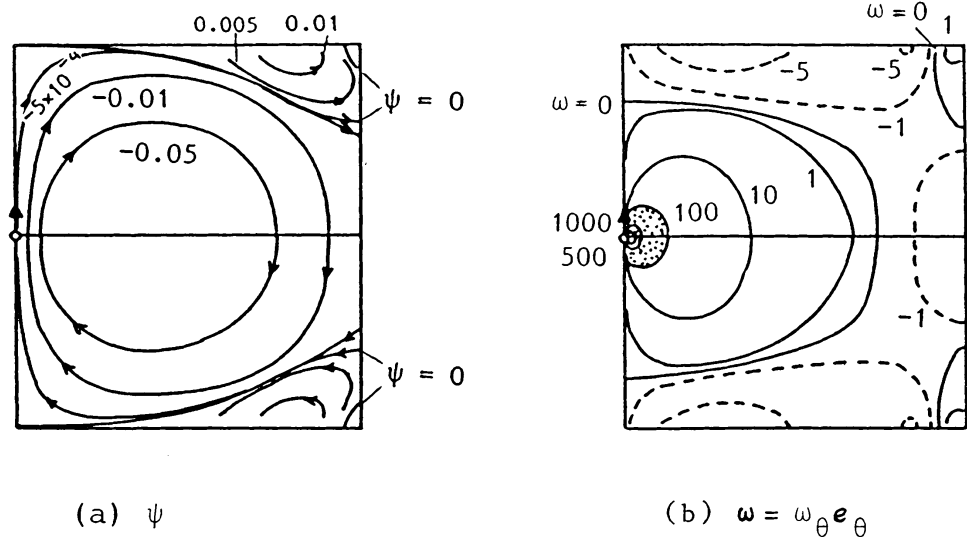 0.005 0.01
-5×10⁻⁴
-0.01
-0.05
ψ = 0
ψ = 0
(a) ψ
ω = 0 1
-5 -5
ω = 0
-1
1
10
100
1000
500
-1
(b) ω = ω_θ e_θ